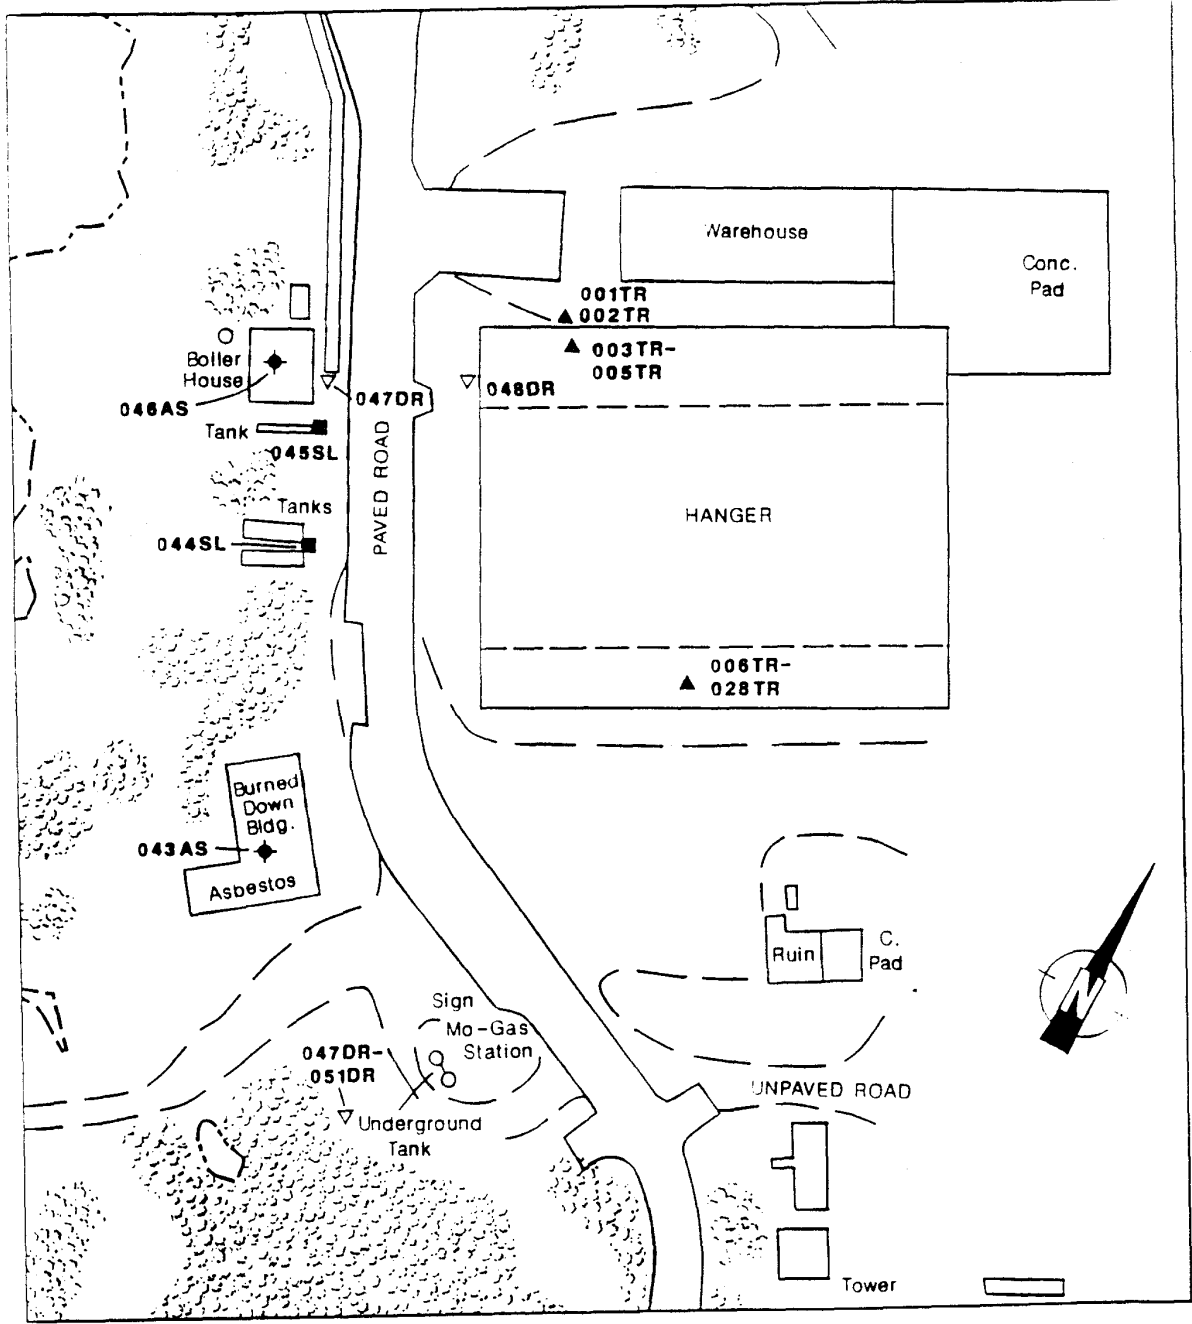 Warehouse
Conc.
Pad
001TR
002TR
003TR-
005TR
Boiler
House
046AS
047DR
048DR
Tank
045SL
PAVED ROAD
Tanks
044SL
HANGER
006TR-
028TR
Burned
Down
Bldg.
043AS
Asbestos
Ruin
C.
Pad
N
Sign
Mo-Gas
Station
047DR-
051DR
Underground
Tank
UNPAVED ROAD
Tower